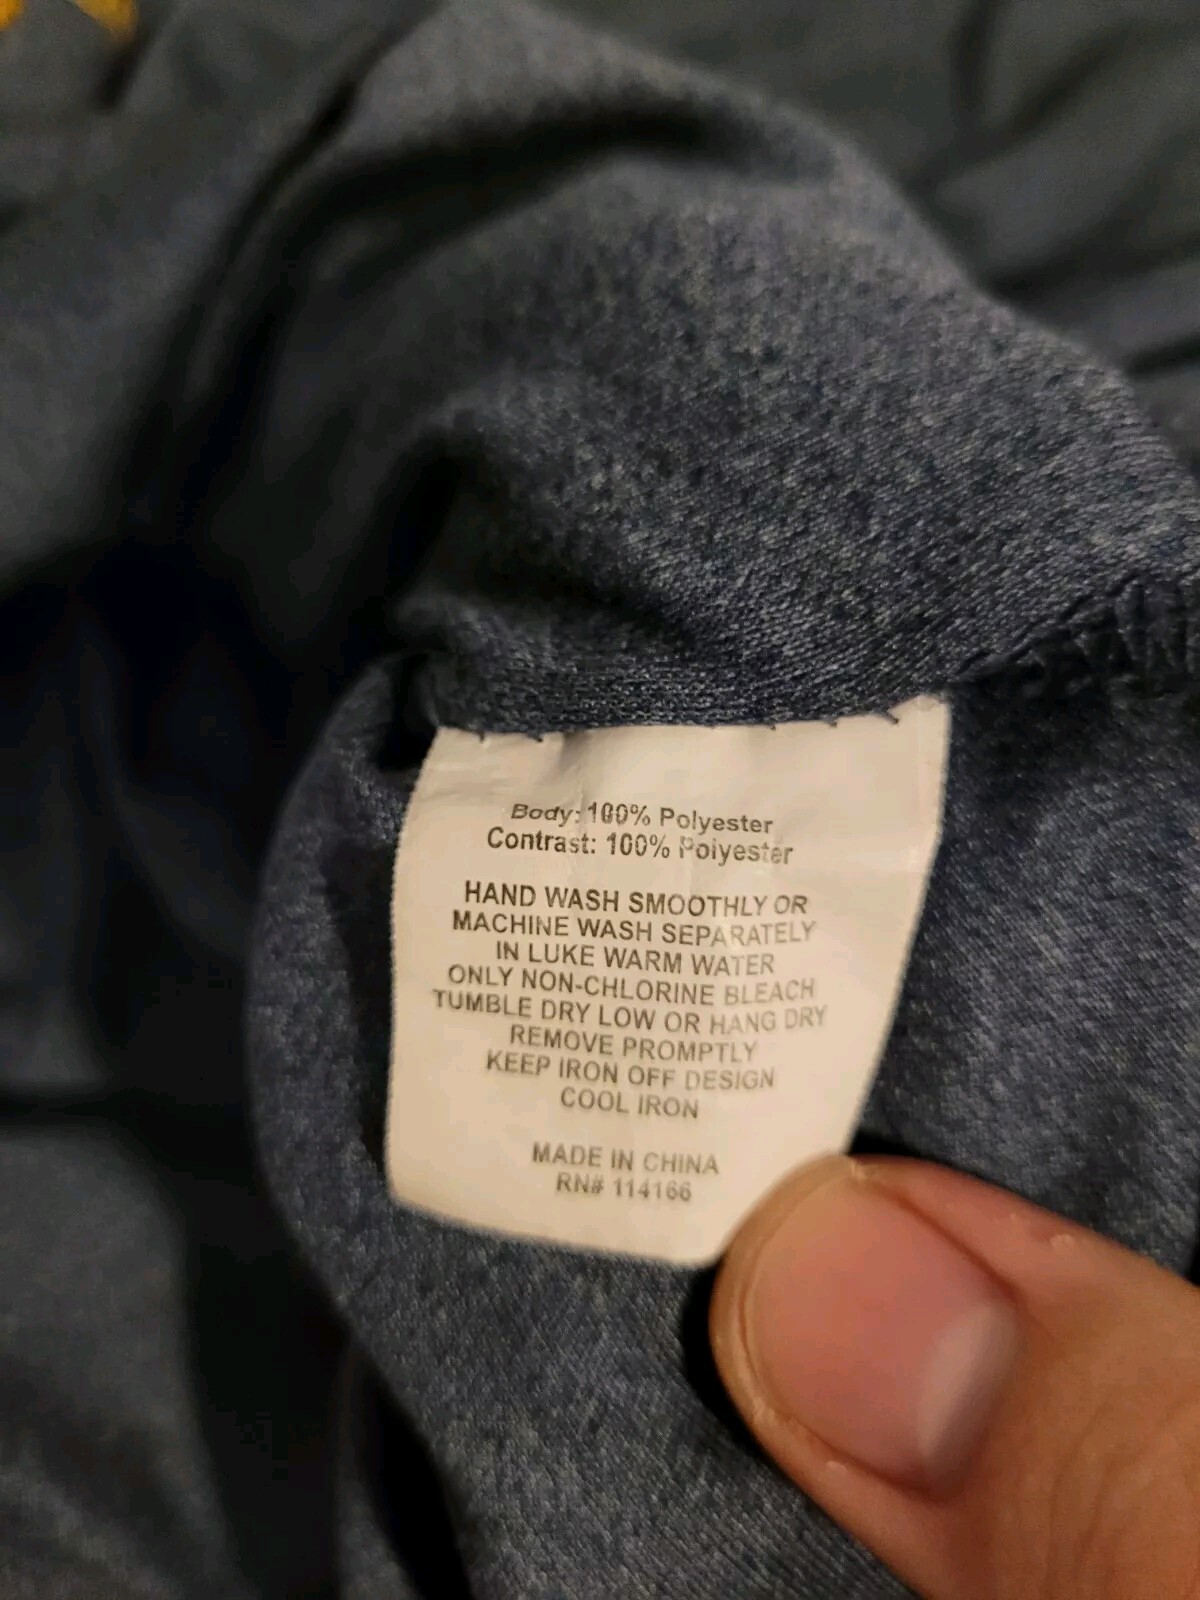 Body: 100% Polyester
Contrast: 100% Polyester
HAND WASH SMOOTHLY OR
MACHINE WASH SEPARATELY
IN LUKE WARM WATER
ONLY NON-CHLORINE BLEACH
TUMBLE DRY LOW OR HANG DRY
REMOVE PROMPTLY
KEEP IRON OFF DESIGN
COOL IRON
MADE IN CHINA
RN# 114166